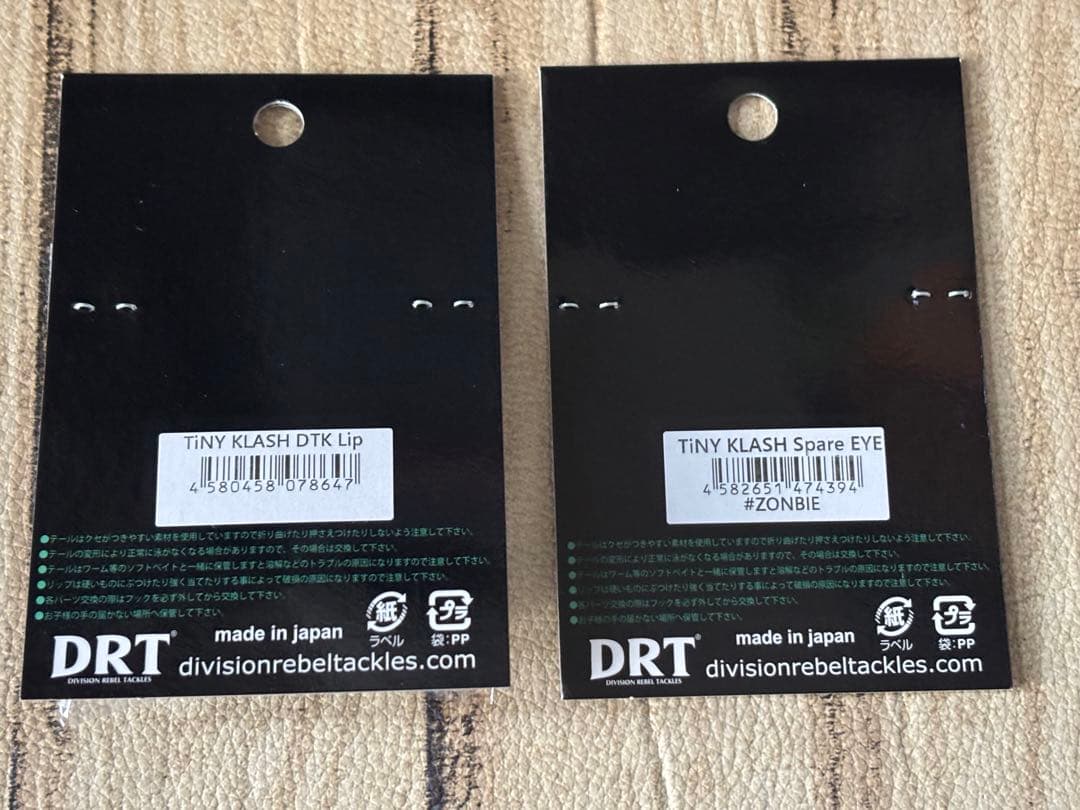 TiNY KLASH DTK Lip
4 580458 078647
●テールはクセがつきやすい素材を使用していますので折り曲げたり押さえつけたりしないよう注意して下さい。
●テールの変形により正常に泳がなくなる場合がありますので、その場合は交換して下さい。
●テールはワーム等のソフトベイトと一緒に保管しますと溶解などのトラブルの原因になりますので注意して下さい。
●リップは硬いものにぶつけたり強く当てたりする事によって破損の原因になりますので注意して下さい。
●各パーツ交換の際はフックを必ず外してから交換して下さい。
●お子様の手の届かない場所へ保管して下さい。
紙
ラベル
プラ
袋:PP
DRT®
DIVISION REBEL TACKLES
made in japan
divisionrebeltackles.com
TiNY KLASH Spare EYE
4 582651 474394
#ZONBIE
●テールはクセがつきやすい素材を使用していますので折り曲げたり押さえつけたりしないよう注意して下さい。
●テールの変形により正常に泳がなくなる場合がありますので、その場合は交換して下さい。
●テールはワーム等のソフトベイトと一緒に保管しますと溶解などのトラブルの原因になりますので注意して下さい。
●リップは硬いものにぶつけたり強く当てたりする事によって破損の原因になりますので注意して下さい。
●各パーツ交換の際はフックを必ず外してから交換して下さい。
●お子様の手の届かない場所へ保管して下さい。
紙
ラベル
プラ
袋:PP
DRT®
DIVISION REBEL TACKLES
made in japan
divisionrebeltackles.com